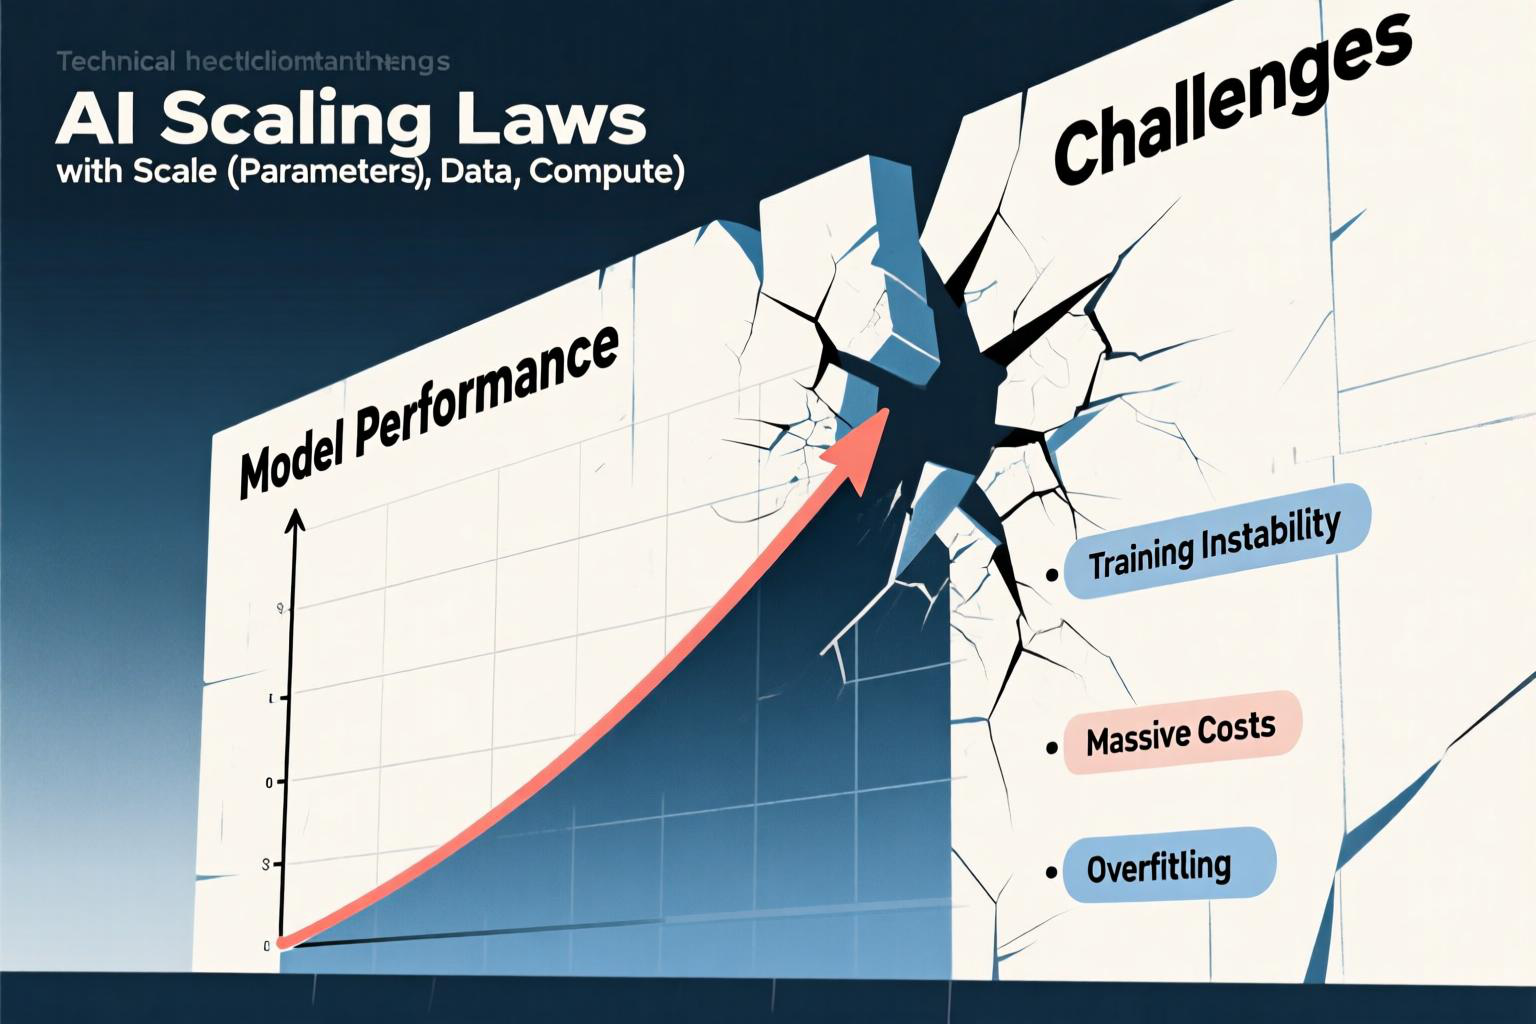 Technical
AI Scaling Laws
with Scale (Parameters), Data, Compute)
Challenges
Model Performance
9
L
0
3
0
Training Instability
Massive Costs
Overfitling